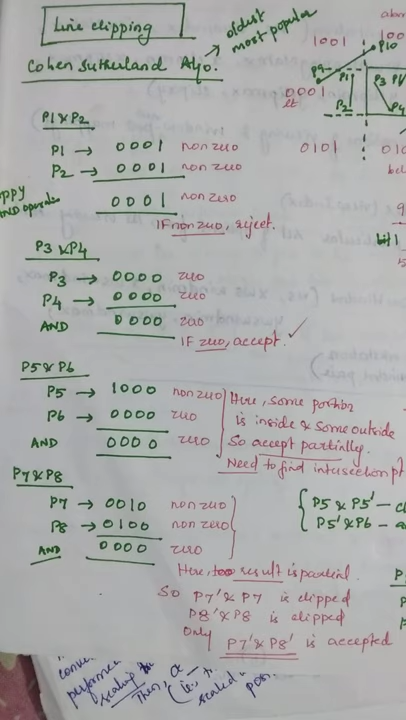 Line clipping
Cohen Sutherland Algo. → oldest
most popular
P1 & P2
P1 → 0001 non zero
P2 → 0001 non zero
0001 non zero
IF non zero, reject.
P3 & P4
P3 → 0000 zero
P4 → 0000 zero
AND 0000 zero
IF zero, accept. ✓
P5 & P6
P5 → 1000 non zero
P6 → 0000 zero
AND 0000 zero
Here, some portion
is inside & some outside
So accept partially.
Need to find intersection pt
P7 & P8
P7 → 0010 non zero
P8 → 0100 non zero
AND 0000 zero
Here, result is partial.
So P7' & P7 is clipped
P8' & P8 is clipped
Only P7' & P8' is accepted
P5 & P5' –
P5' & P6 –
1001
P9
P10
P1
P3
0001
P2
P4
0101
010
bit 1
Then,